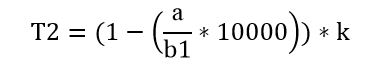 T2 = (1 − (a/b1 ∗ 10000)) ∗ k